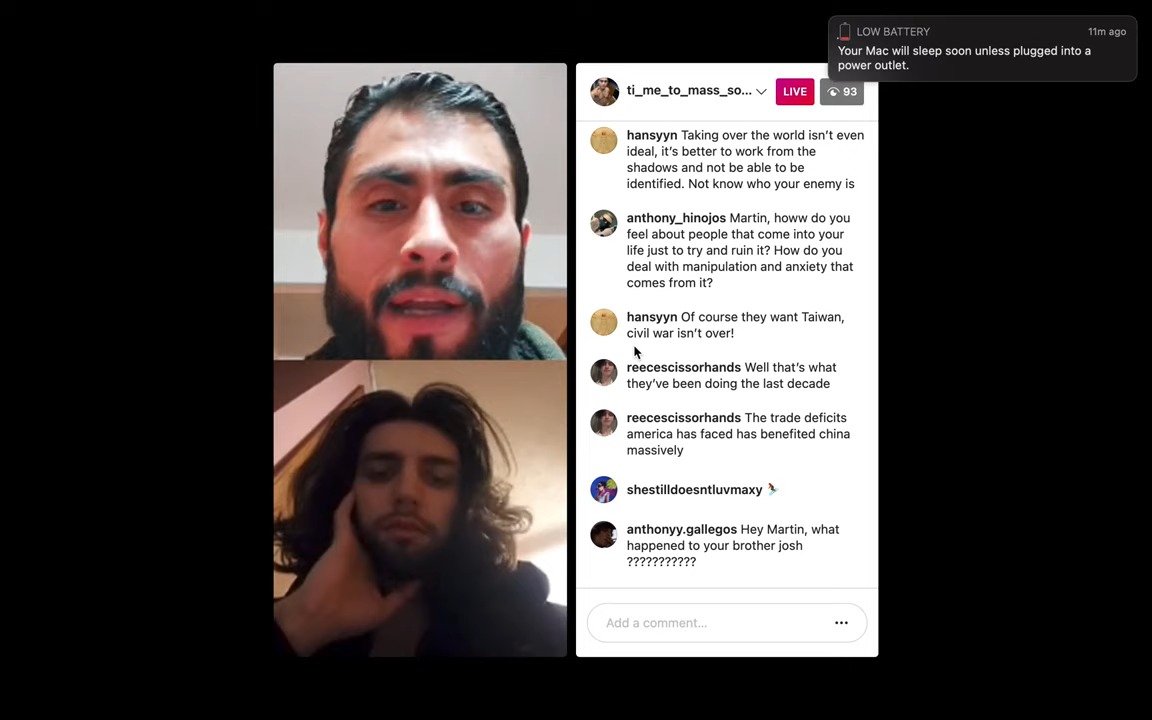 LOW BATTERY
11m ago
Your Mac will sleep soon unless plugged into a
power outlet.
ti_me_to_mass_so...
LIVE
93
hansyyn Taking over the world isn't even
ideal, it's better to work from the
shadows and not be able to be
identified. Not know who your enemy is
anthony_hinojos Martin, howw do you
feel about people that come into your
life just to try and ruin it? How do you
deal with manipulation and anxiety that
comes from it?
hansyyn Of course they want Taiwan,
civil war isn't over!
reecescissorhands Well that's what
they've been doing the last decade
reecescissorhands The trade deficits
america has faced has benefited china
massively
shestilldoesntluvmaxy
anthonyy.gallegos Hey Martin, what
happened to your brother josh
???????????
Add a comment...